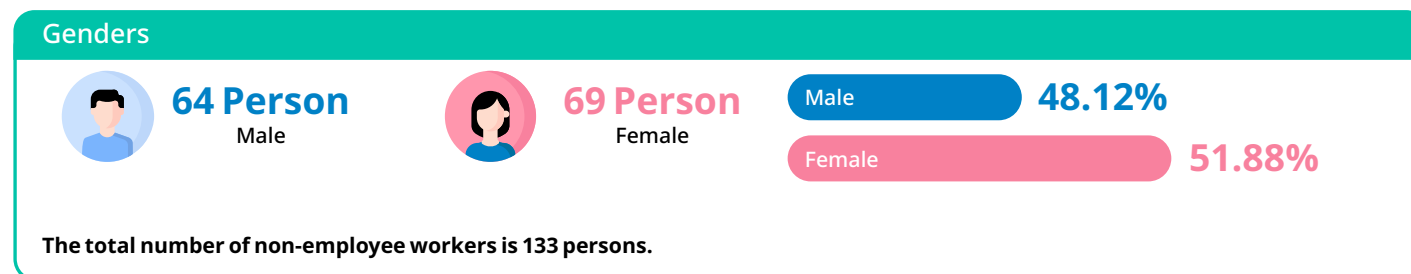 Genders
64 Person
Male
69 Person
Female
Male
48.12%
Female
51.88%
The total number of non-employee workers is 133 persons.